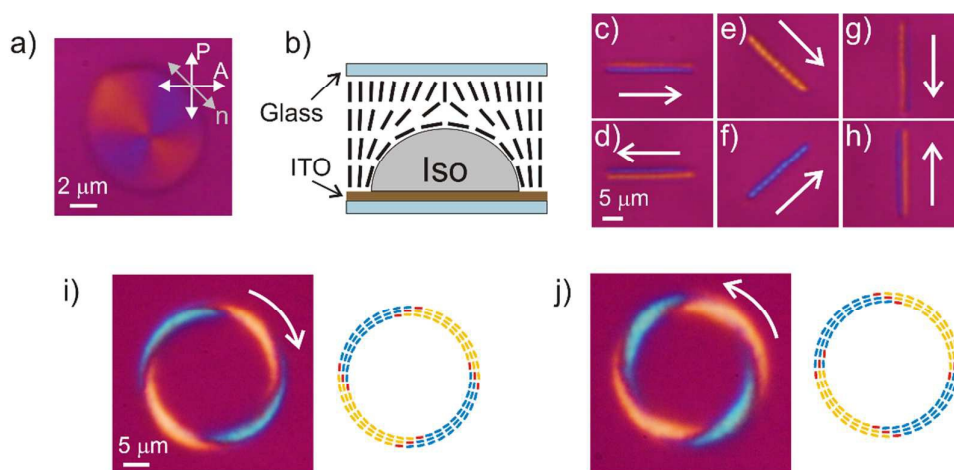 a)
P
A
n
2 μm
b)
Glass
ITO
Iso
c)
e)
g)
d)
f)
h)
5 μm
i)
5 μm
j)